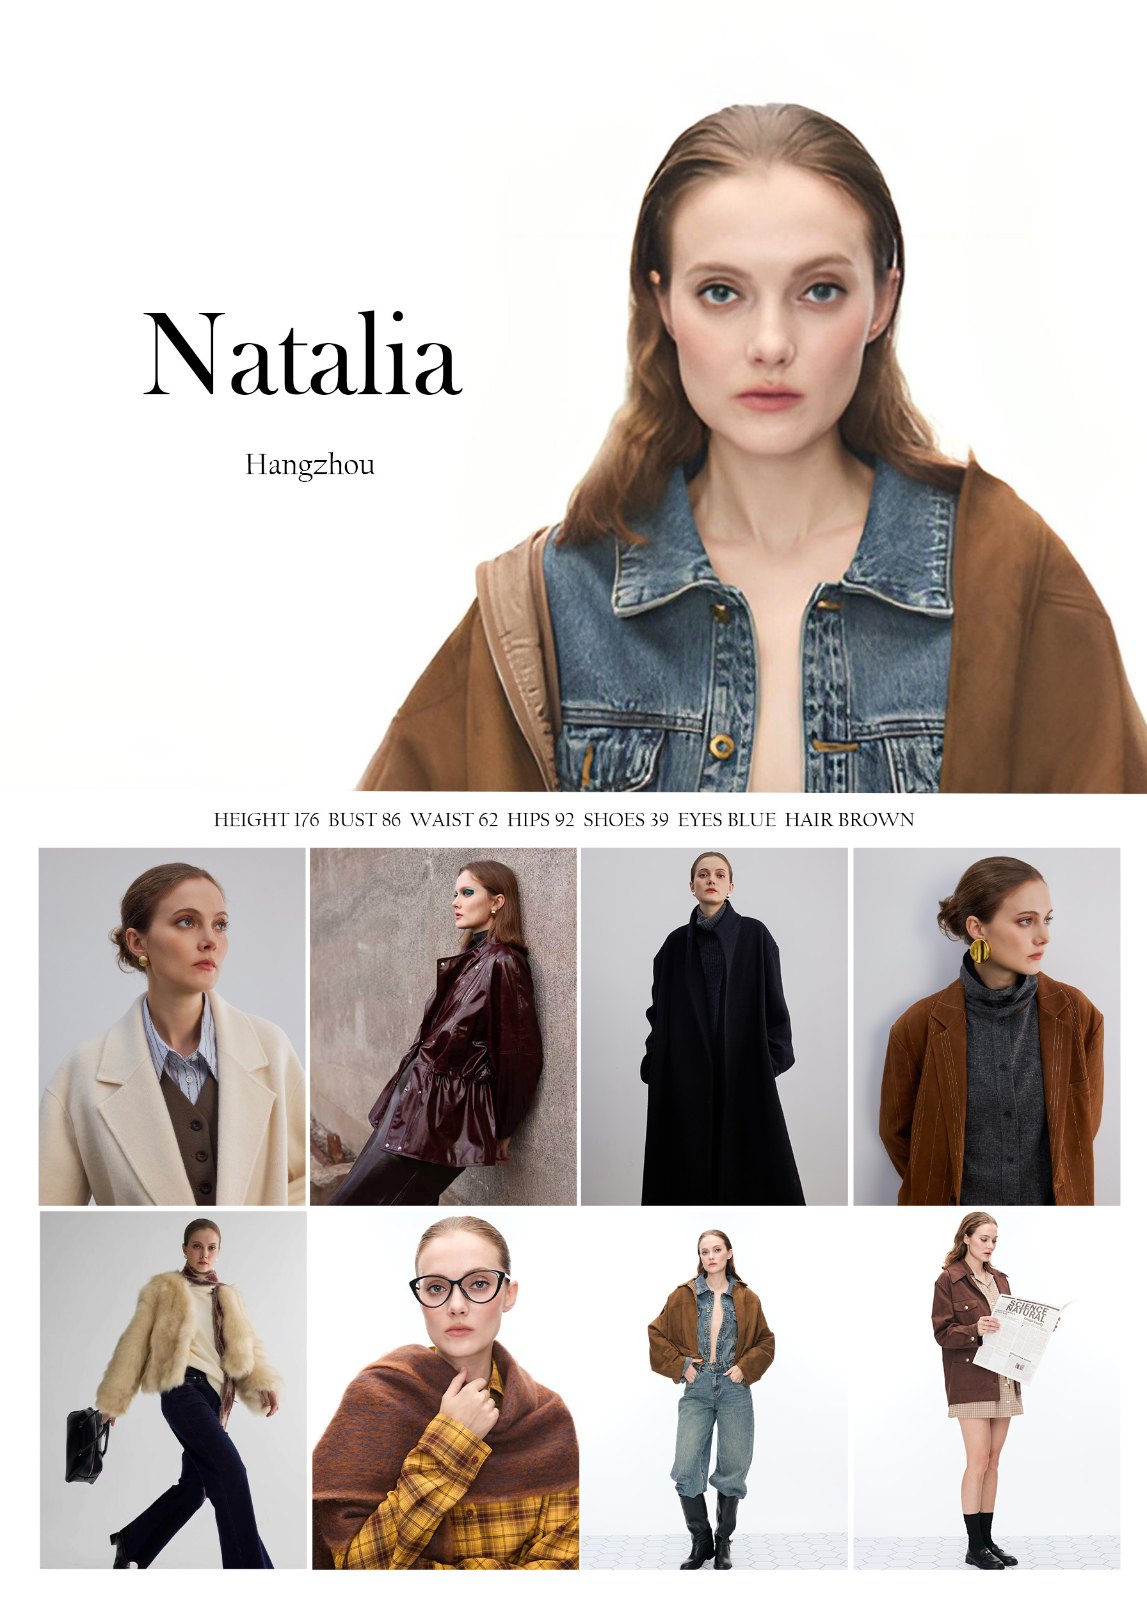 Natalia
Hangzhou
HEIGHT 176 BUST 86 WAIST 62 HIPS 92 SHOES 39 EYES BLUE HAIR BROWN
SCIENCE
NATURAL